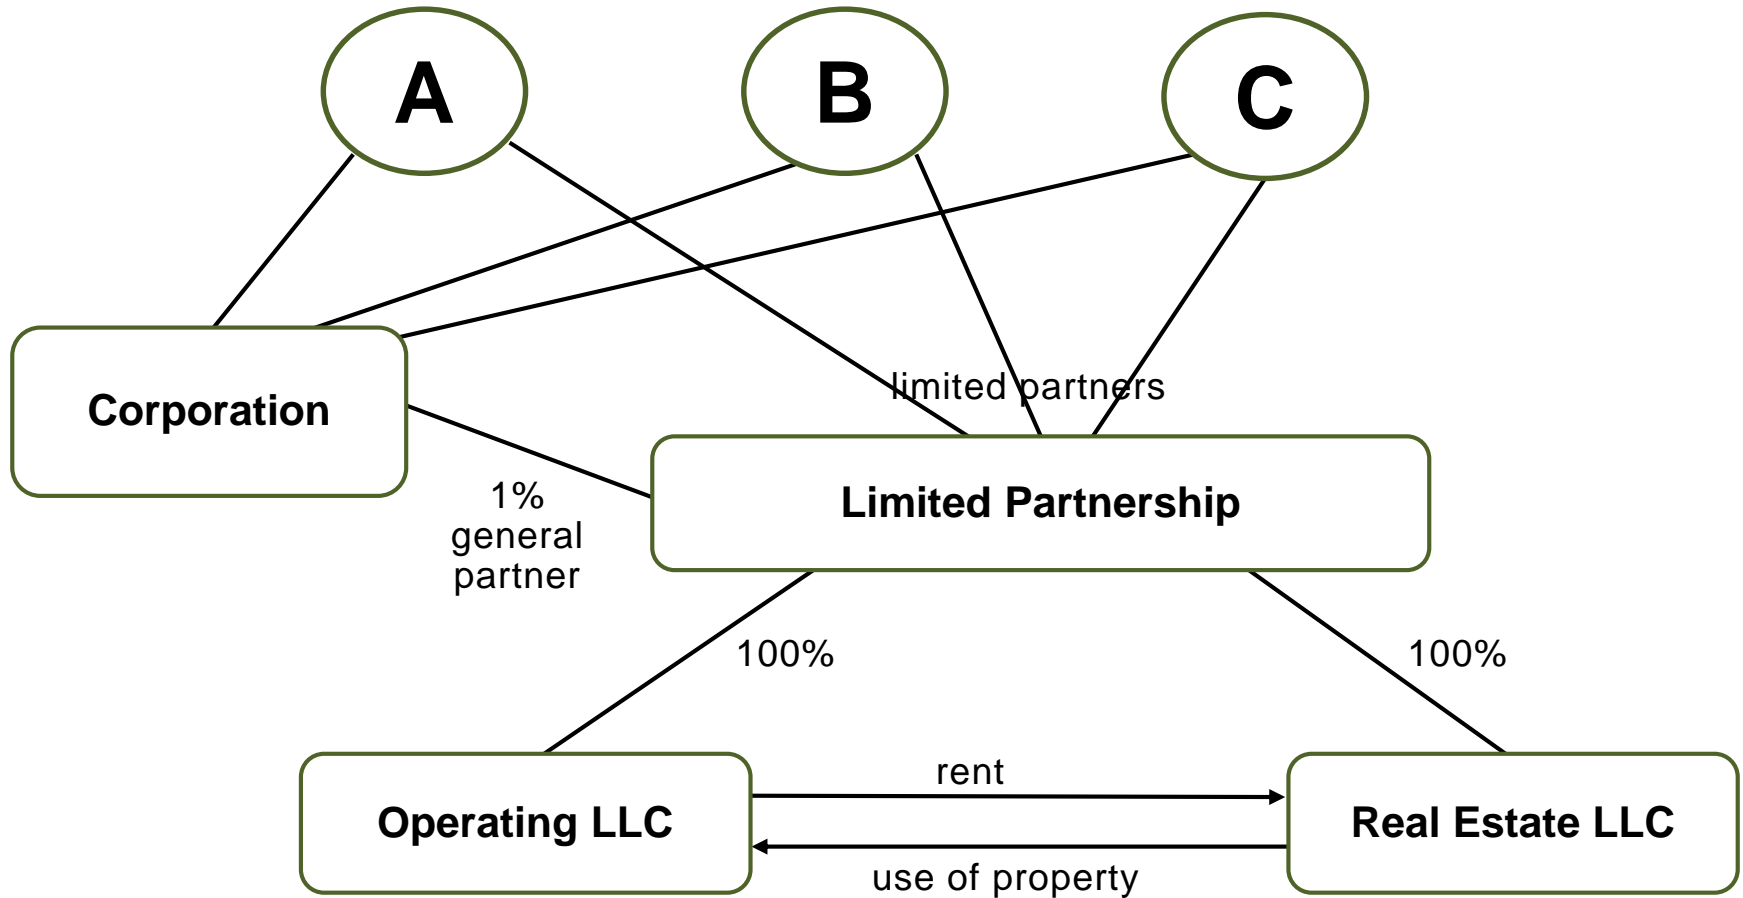 A
B
C
limited partners
Corporation
Limited Partnership
1%
general
partner
100%
100%
rent
Operating LLC
Real Estate LLC
use of property